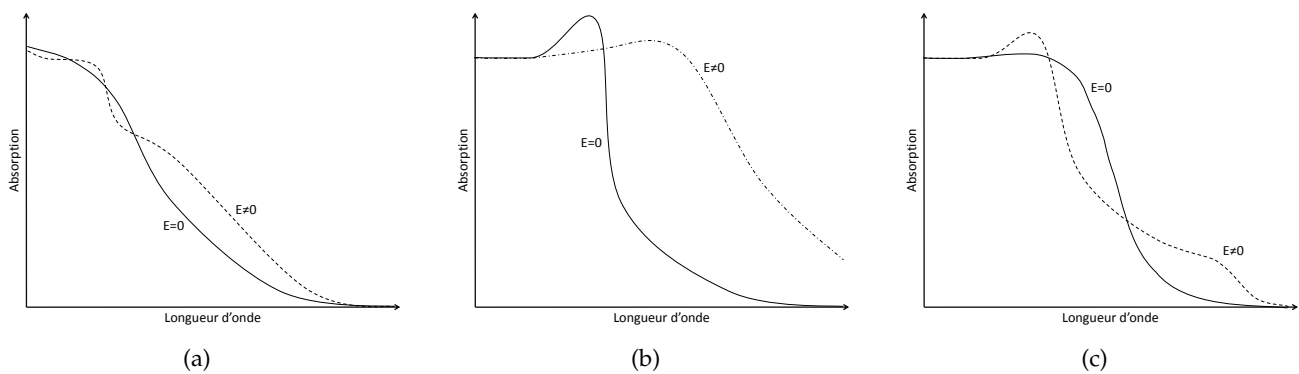 Absorption
E=0
E≠0
Longueur d'onde
(a)
Absorption
E≠0
E=0
Longueur d'onde
(b)
Absorption
E=0
E≠0
Longueur d'onde
(c)